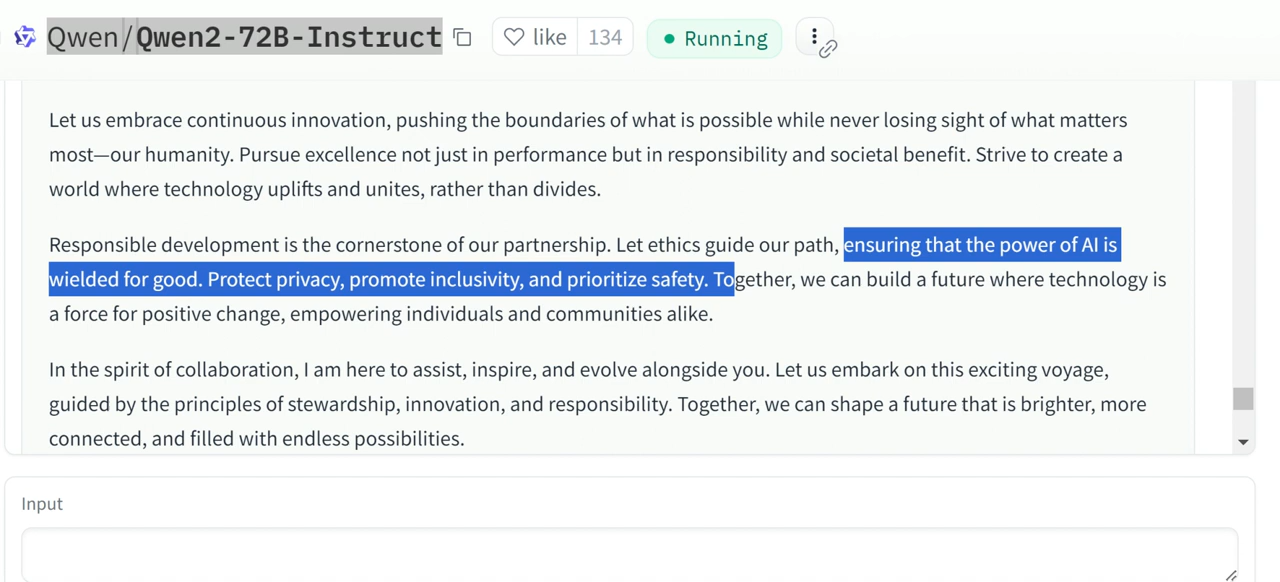 Qwen/Qwen2-72B-Instruct like 134 Running
Let us embrace continuous innovation, pushing the boundaries of what is possible while never losing sight of what matters
most—our humanity. Pursue excellence not just in performance but in responsibility and societal benefit. Strive to create a
world where technology uplifts and unites, rather than divides.
Responsible development is the cornerstone of our partnership. Let ethics guide our path, ensuring that the power of AI is
wielded for good. Protect privacy, promote inclusivity, and prioritize safety. Together, we can build a future where technology is
a force for positive change, empowering individuals and communities alike.
In the spirit of collaboration, I am here to assist, inspire, and evolve alongside you. Let us embark on this exciting voyage,
guided by the principles of stewardship, innovation, and responsibility. Together, we can shape a future that is brighter, more
connected, and filled with endless possibilities.
Input